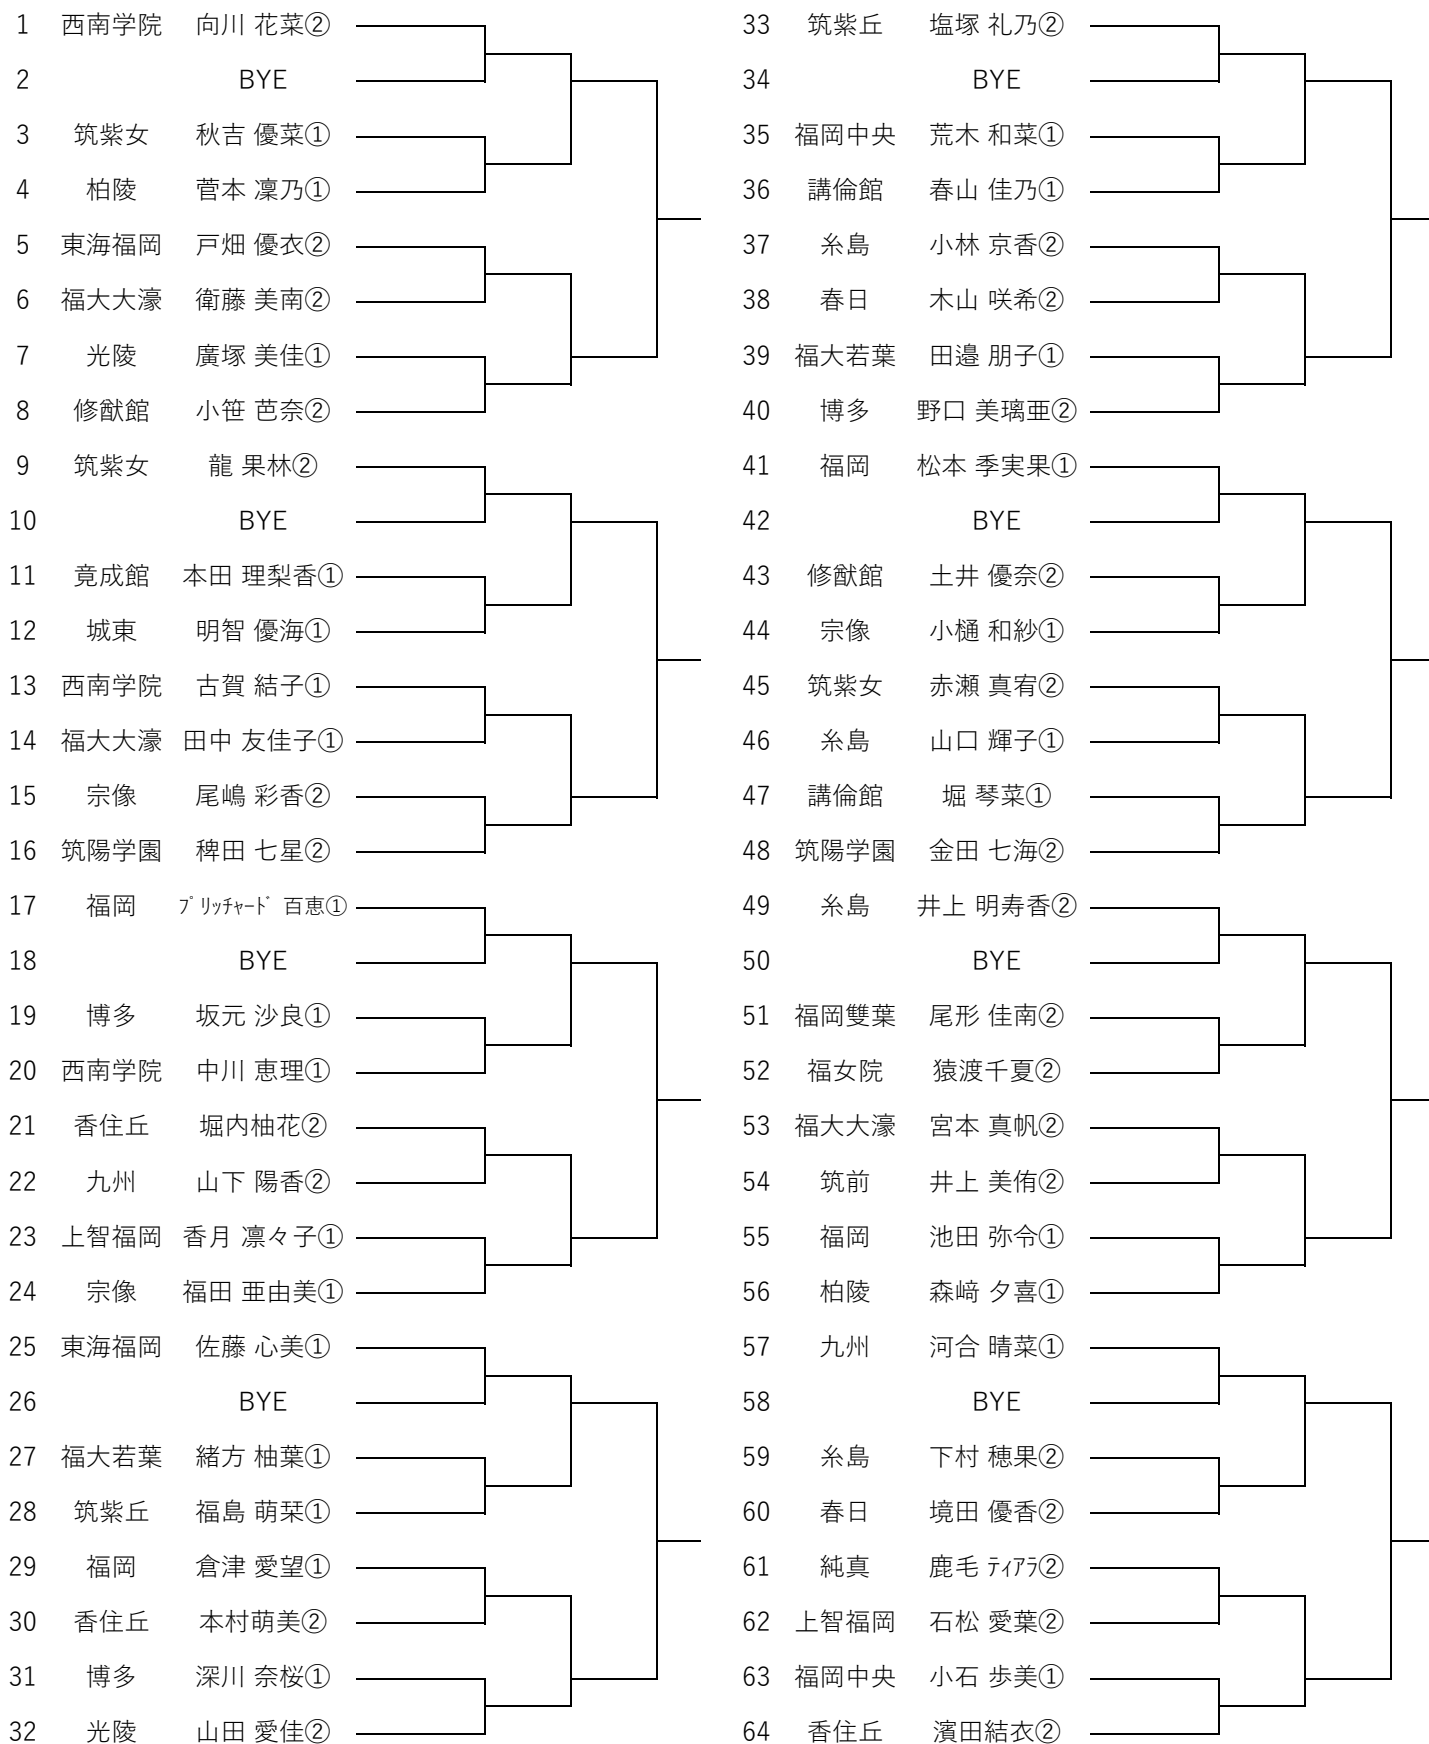 1 西南学院 向川 花菜②
2 BYE
3 筑紫女 秋吉 優菜①
4 柏陵 菅本 凜乃①
5 東海福岡 戸畑 優衣②
6 福大大濠 衛藤 美南②
7 光陵 廣塚 美佳①
8 修猷館 小笹 芭奈②
9 筑紫女 龍 果林②
10 BYE
11 竟成館 本田 理梨香①
12 城東 明智 優海①
13 西南学院 古賀 結子①
14 福大大濠 田中 友佳子①
15 宗像 尾嶋 彩香②
16 筑陽学園 稗田 七星②
17 福岡 ﾌﾟﾘｯﾁｬｰﾄﾞ 百恵①
18 BYE
19 博多 坂元 沙良①
20 西南学院 中川 恵理①
21 香住丘 堀内柚花②
22 九州 山下 陽香②
23 上智福岡 香月 凛々子①
24 宗像 福田 亜由美①
25 東海福岡 佐藤 心美①
26 BYE
27 福大若葉 緒方 柚葉①
28 筑紫丘 福島 萌栞①
29 福岡 倉津 愛望①
30 香住丘 本村萌美②
31 博多 深川 奈桜①
32 光陵 山田 愛佳②
33 筑紫丘 塩塚 礼乃②
34 BYE
35 福岡中央 荒木 和菜①
36 講倫館 春山 佳乃①
37 糸島 小林 京香②
38 春日 木山 咲希②
39 福大若葉 田邉 朋子①
40 博多 野口 美璃亜②
41 福岡 松本 季実果①
42 BYE
43 修猷館 土井 優奈②
44 宗像 小樋 和紗①
45 筑紫女 赤瀬 真宥②
46 糸島 山口 輝子①
47 講倫館 堀 琴菜①
48 筑陽学園 金田 七海②
49 糸島 井上 明寿香②
50 BYE
51 福岡雙葉 尾形 佳南②
52 福女院 猿渡千夏②
53 福大大濠 宮本 真帆②
54 筑前 井上 美侑②
55 福岡 池田 弥令①
56 柏陵 森﨑 夕喜①
57 九州 河合 晴菜①
58 BYE
59 糸島 下村 穂果②
60 春日 境田 優香②
61 純真 鹿毛 ﾃｨｱﾗ②
62 上智福岡 石松 愛葉②
63 福岡中央 小石 歩美①
64 香住丘 濱田結衣②